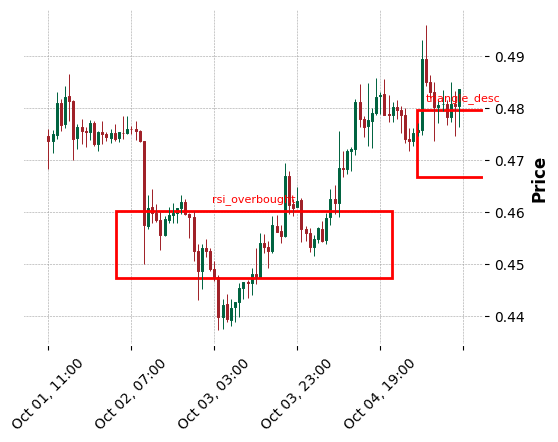 triangle_desc
rsi_overbought
0.49
0.48
0.47
0.46
0.45
0.44
Price
Oct 01, 11:00
Oct 02, 07:00
Oct 03, 03:00
Oct 03, 23:00
Oct 04, 19:00